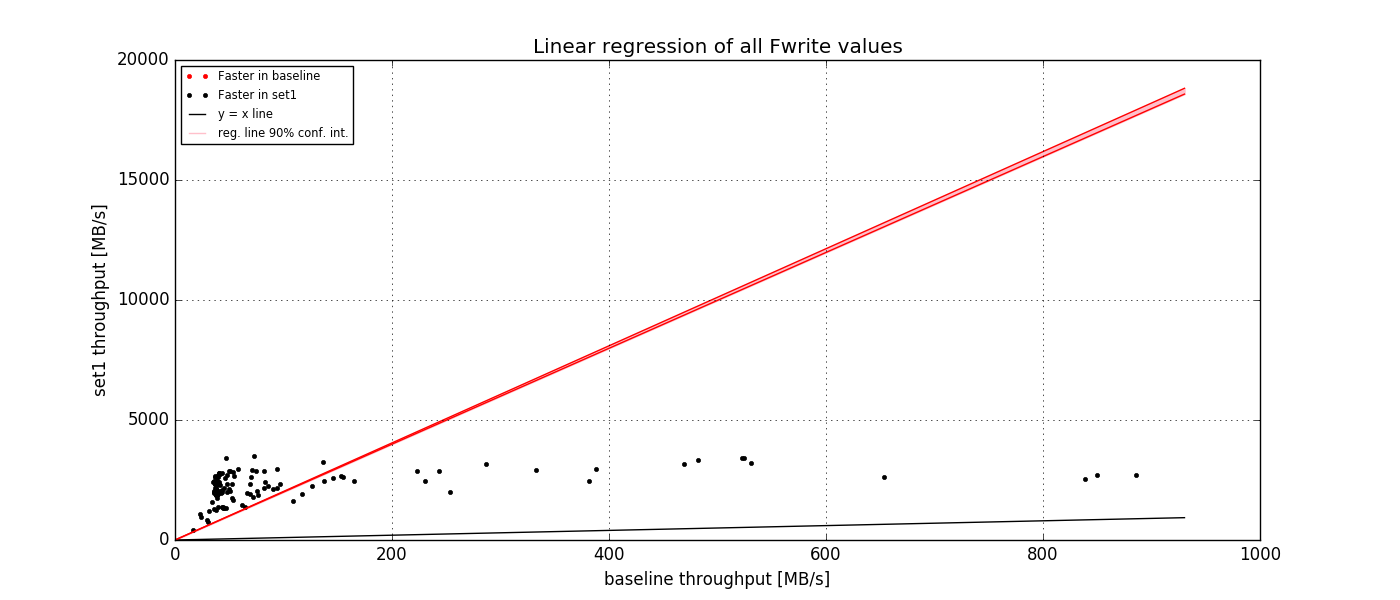 Linear regression of all Fwrite values
20000
15000
10000
5000
0
set1 throughput [MB/s]
Faster in baseline
Faster in set1
y = x line
reg. line 90% conf. int.
0 200 400 600 800 1000
baseline throughput [MB/s]